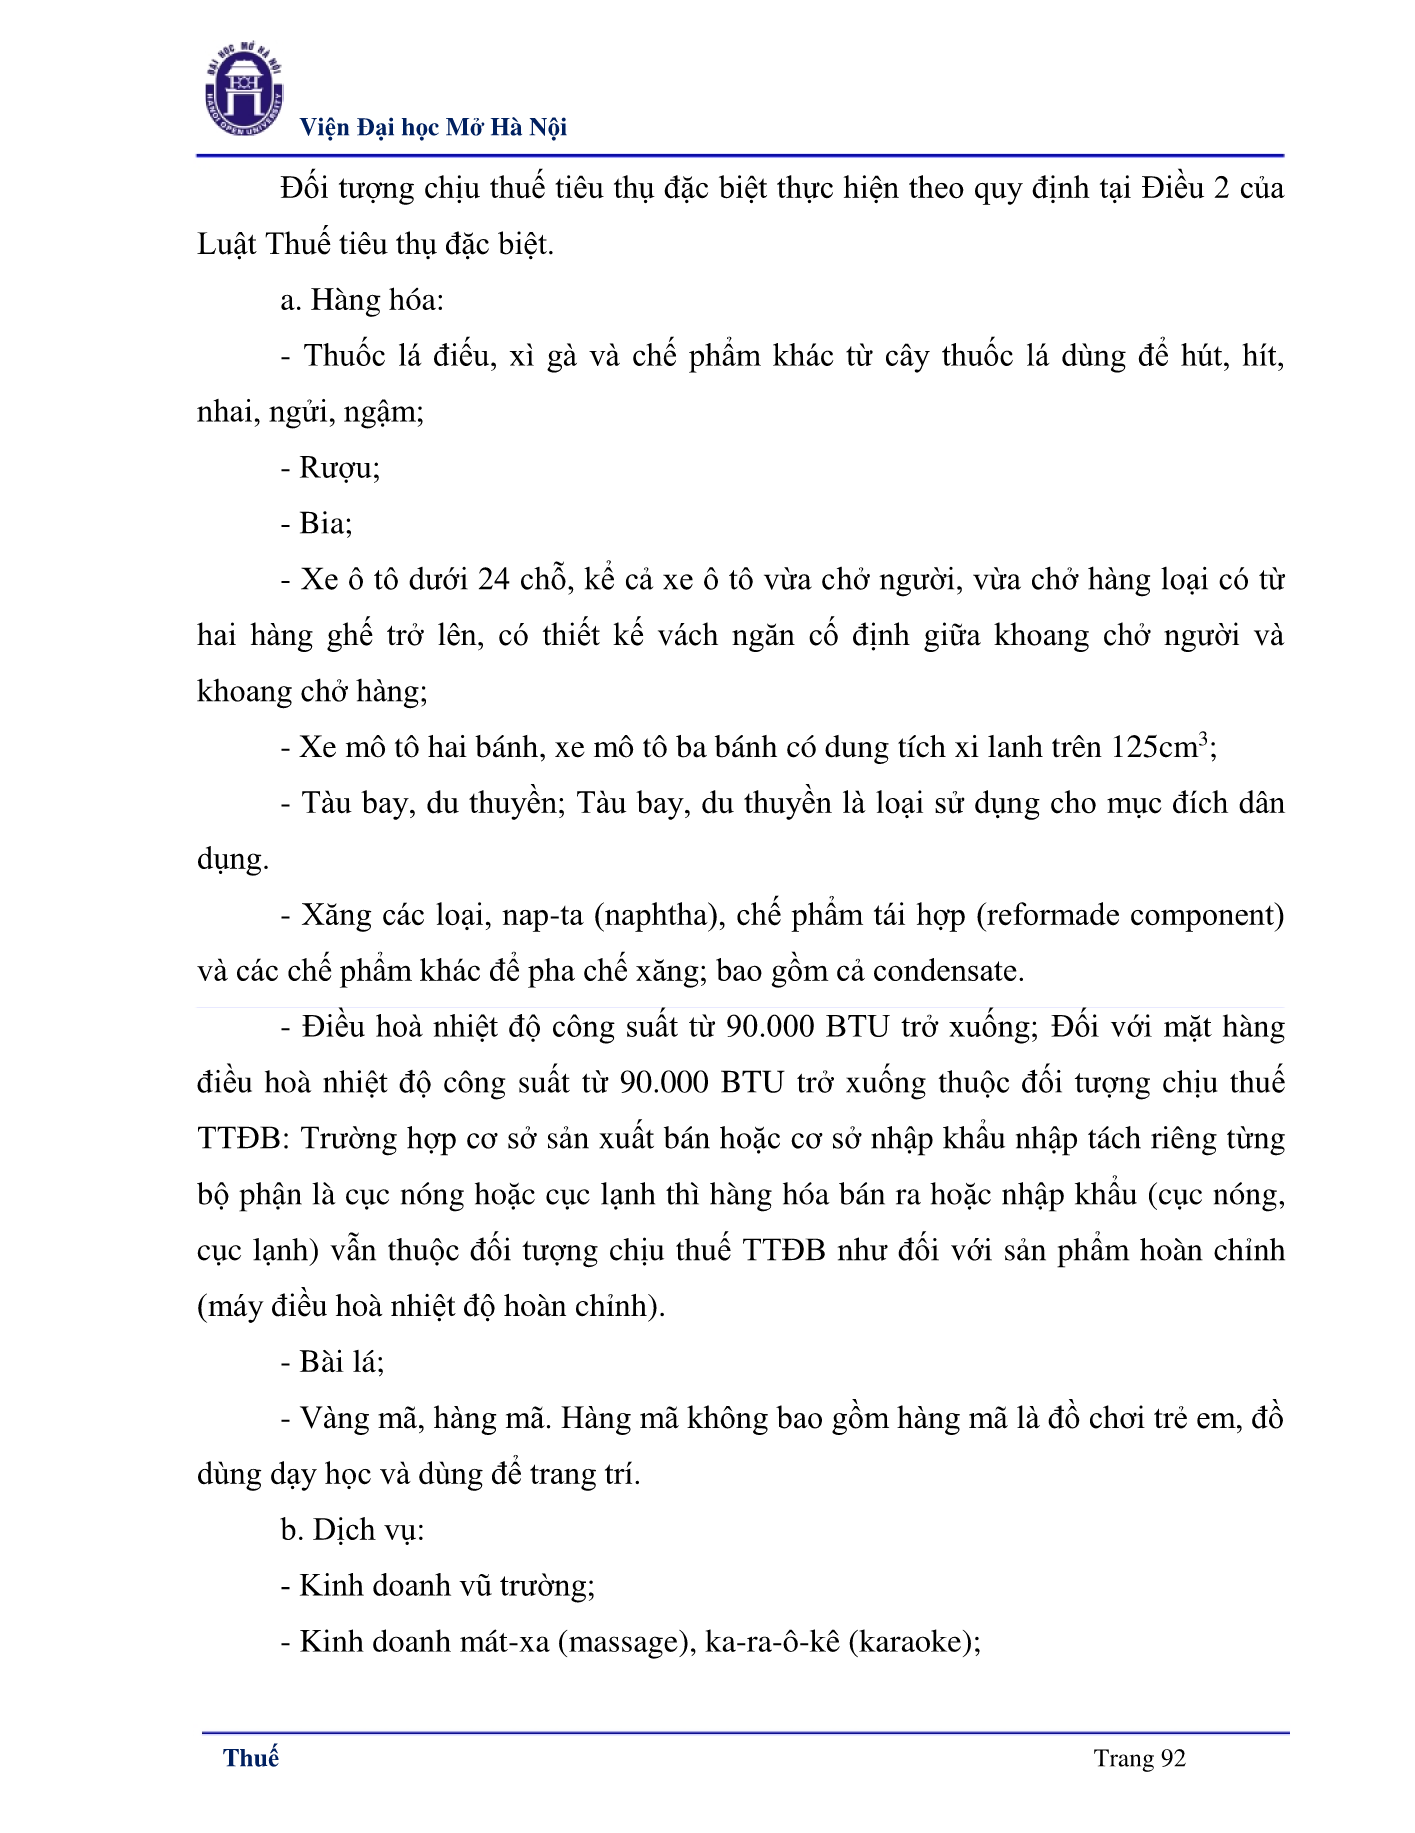 ĐẠI HỌC MỞ HÀ NỘI
HANOI OPEN UNIVERSITY
Viện Đại học Mở Hà Nội
Đối tượng chịu thuế tiêu thụ đặc biệt thực hiện theo quy định tại Điều 2 của
Luật Thuế tiêu thụ đặc biệt.
a. Hàng hóa:
- Thuốc lá điếu, xì gà và chế phẩm khác từ cây thuốc lá dùng để hút, hít,
nhai, ngửi, ngậm;
- Rượu;
- Bia;
- Xe ô tô dưới 24 chỗ, kể cả xe ô tô vừa chở người, vừa chở hàng loại có từ
hai hàng ghế trở lên, có thiết kế vách ngăn cố định giữa khoang chở người và
khoang chở hàng;
- Xe mô tô hai bánh, xe mô tô ba bánh có dung tích xi lanh trên 125cm³;
- Tàu bay, du thuyền; Tàu bay, du thuyền là loại sử dụng cho mục đích dân
dụng.
- Xăng các loại, nap-ta (naphtha), chế phẩm tái hợp (reformade component)
và các chế phẩm khác để pha chế xăng; bao gồm cả condensate.
- Điều hoà nhiệt độ công suất từ 90.000 BTU trở xuống; Đối với mặt hàng
điều hoà nhiệt độ công suất từ 90.000 BTU trở xuống thuộc đối tượng chịu thuế
TTĐB: Trường hợp cơ sở sản xuất bán hoặc cơ sở nhập khẩu nhập tách riêng từng
bộ phận là cục nóng hoặc cục lạnh thì hàng hóa bán ra hoặc nhập khẩu (cục nóng,
cục lạnh) vẫn thuộc đối tượng chịu thuế TTĐB như đối với sản phẩm hoàn chỉnh
(máy điều hoà nhiệt độ hoàn chỉnh).
- Bài lá;
- Vàng mã, hàng mã. Hàng mã không bao gồm hàng mã là đồ chơi trẻ em, đồ
dùng dạy học và dùng để trang trí.
b. Dịch vụ:
- Kinh doanh vũ trường;
- Kinh doanh mát-xa (massage), ka-ra-ô-kê (karaoke);
Thuế
Trang 92